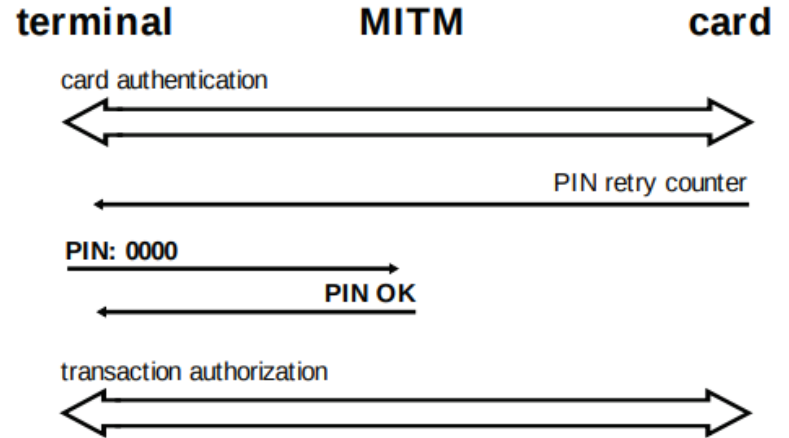 terminal MITM card
card authentication
PIN retry counter
PIN: 0000
PIN OK
transaction authorization